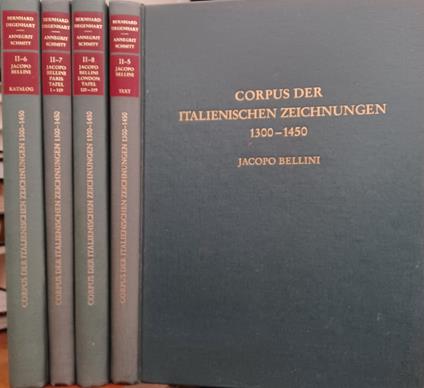 BERNHARD
DEGENHART
ANNEGRIT
SCHMITT
II-6
JACOPO
BELLINI
KATALOG
CORPUS DER ITALIENISCHEN ZEICHNUNGEN 1300-1450
BERNHARD
DEGENHART
ANNEGRIT
SCHMITT
II-7
JACOPO
BELLINI
PARIS
TAFEL
1-119
CORPUS DER ITALIENISCHEN ZEICHNUNGEN 1300-1450
BERNHARD
DEGENHART
ANNEGRIT
SCHMITT
II-8
JACOPO
BELLINI
LONDON
TAFEL
120-319
CORPUS DER ITALIENISCHEN ZEICHNUNGEN 1300-1450
BERNHARD
DEGENHART
ANNEGRIT
SCHMITT
II-5
JACOPO
BELLINI
TEXT
CORPUS DER ITALIENISCHEN ZEICHNUNGEN 1300-1450
CORPUS DER
ITALIENISCHEN ZEICHNUNGEN
1300-1450
JACOPO BELLINI